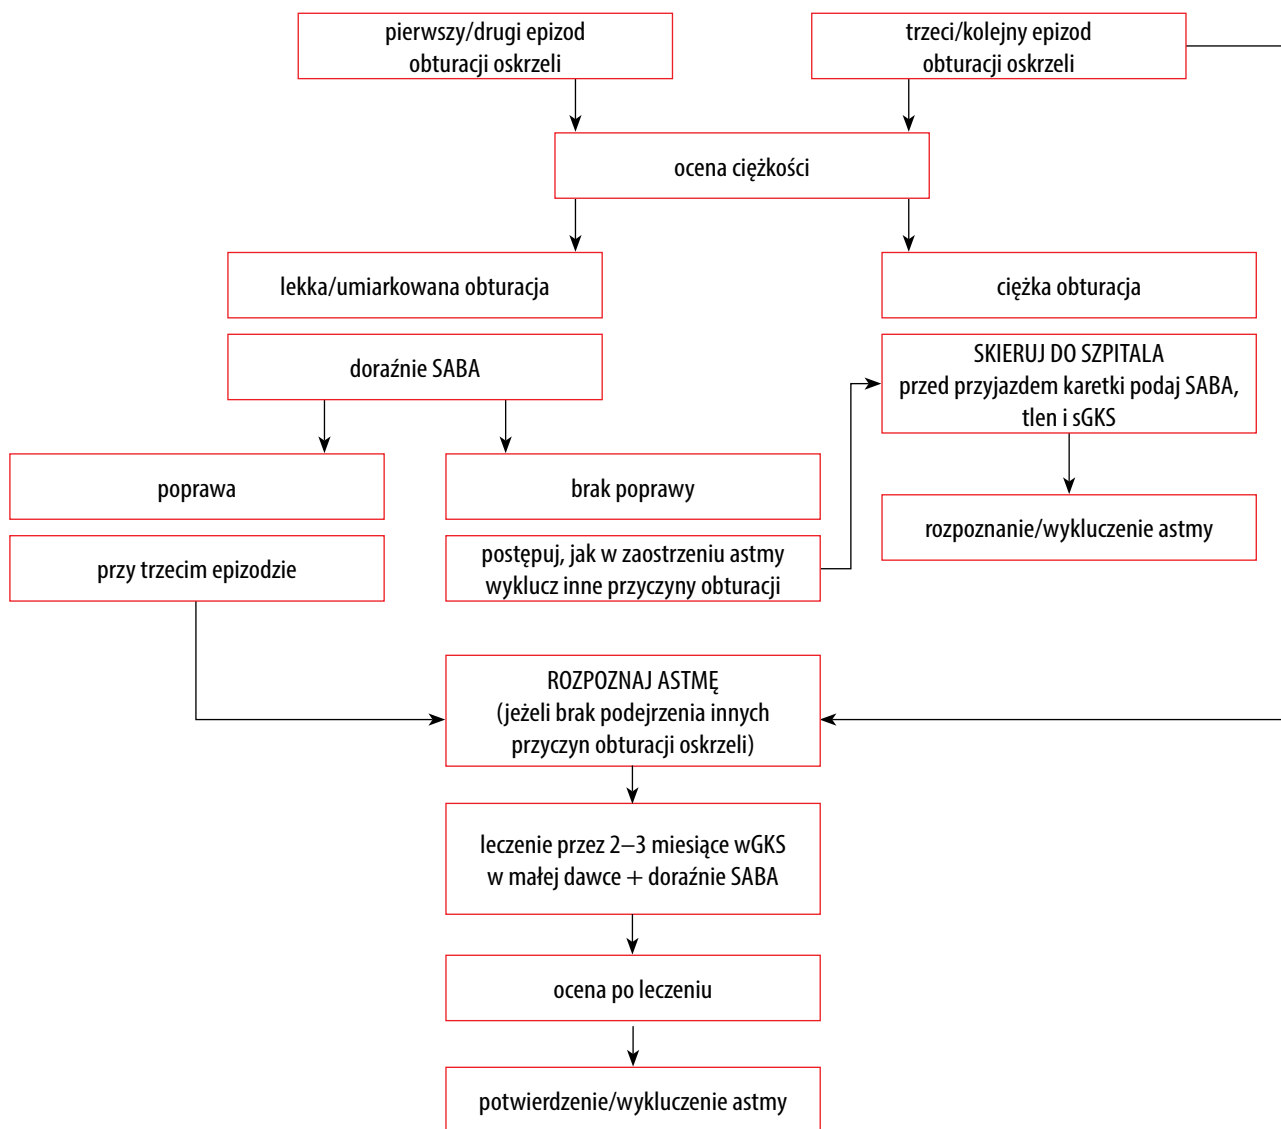 pierwszy/drugi epizod
obturacji oskrzeli
trzeci/kolejny epizod
obturacji oskrzeli
ocena ciężkości
lekka/umiarkowana obturacja
ciężka obturacja
doraźnie SABA
SKIERUJ DO SZPITALA
przed przyjazdem karetki podaj SABA,
tlen i sGKS
poprawa
brak poprawy
rozpoznanie/wykluczenie astmy
przy trzecim epizodzie
postępuj, jak w zaostrzeniu astmy
wyklucz inne przyczyny obturacji
ROZPOZNAJ ASTMĘ
(jeżeli brak podejrzenia innych
przyczyn obturacji oskrzeli)
leczenie przez 2–3 miesiące wGKS
w małej dawce + doraźnie SABA
ocena po leczeniu
potwierdzenie/wykluczenie astmy